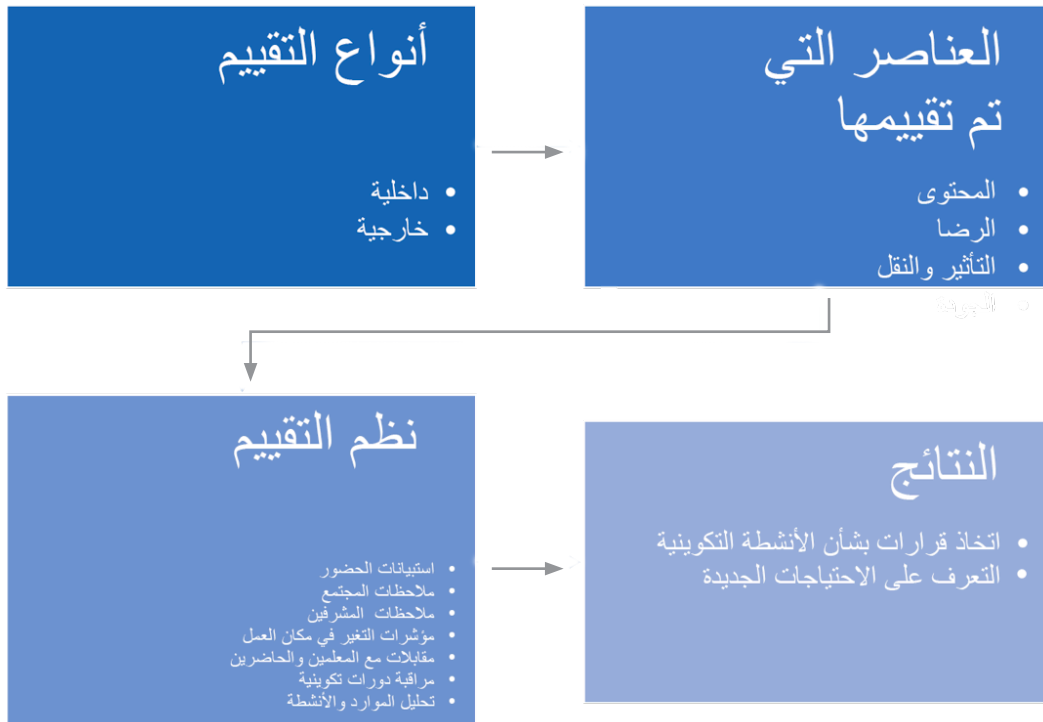 أنواع التقييم
• داخلية
• خارجية
العناصر التي
تم تقييمها
• المحتوى
• الرضا
• التأثير والنقل
• الجودة
نظم التقييم
• استبيانات الحضور
• ملاحظات المجتمع
• ملاحظات المشرفين
• مؤشرات التغير في مكان العمل
• مقابلات مع المعلمين والحاضرين
• مراقبة دورات تكوينية
• تحليل الموارد والأنشطة
النتائج
• اتخاذ قرارات بشأن الأنشطة التكوينية
• التعرف على الاحتياجات الجديدة